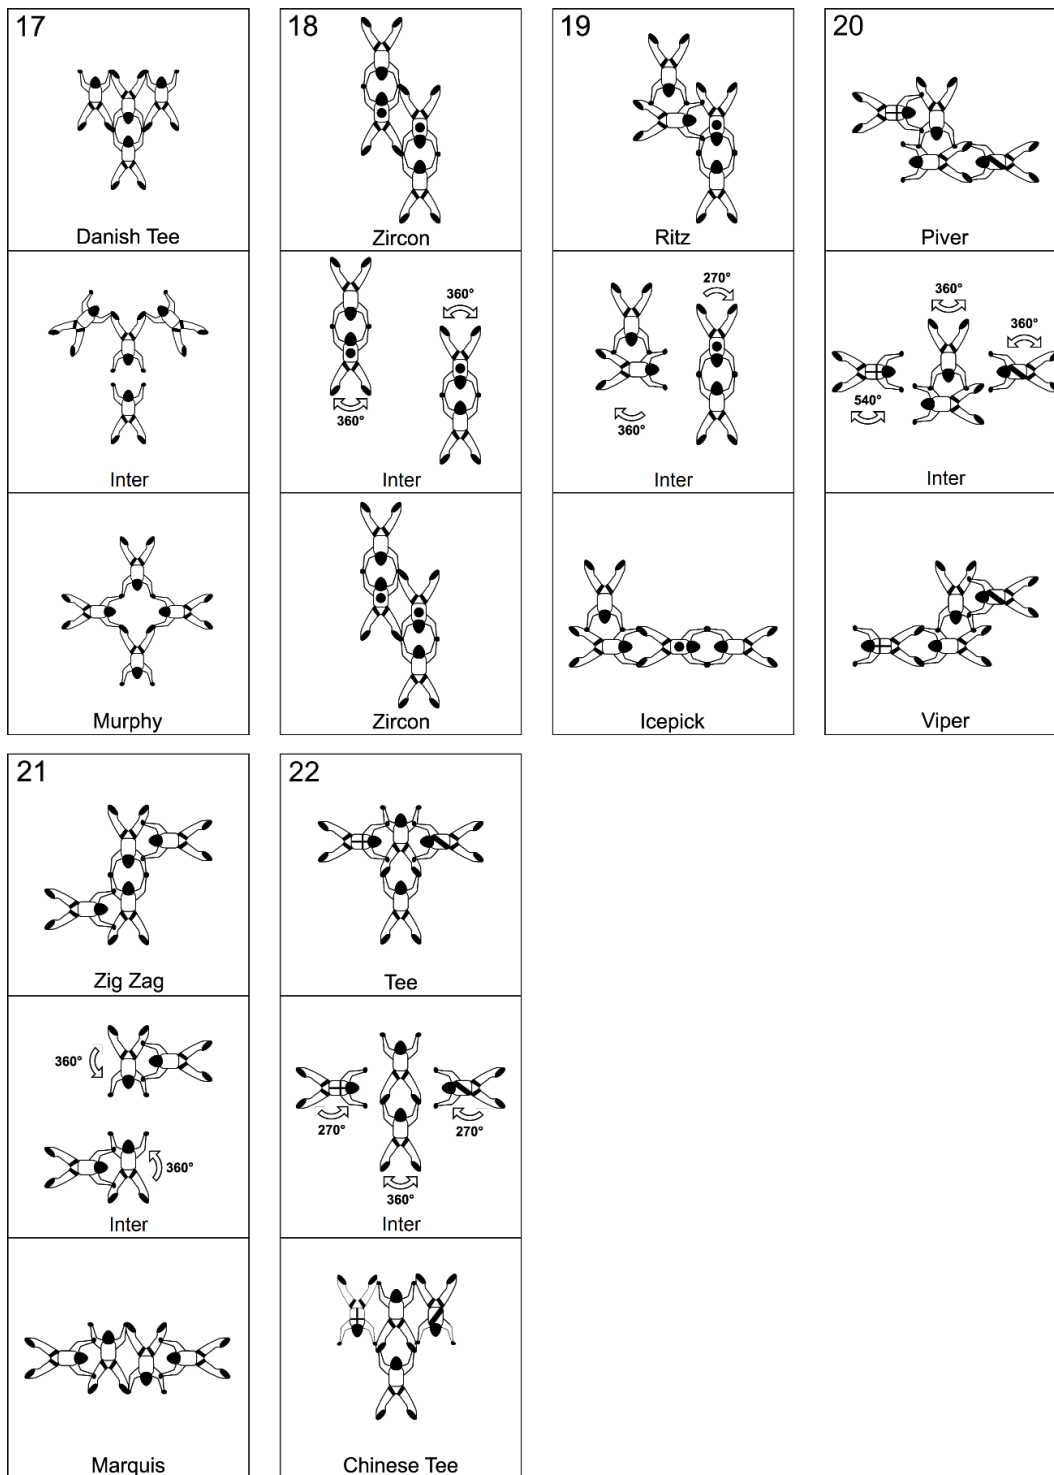 17
Danish Tee
Inter
Murphy
18
Zircon
360°
360°
Inter
Zircon
19
Ritz
270°
360°
Inter
Icepick
20
Piver
360°
360°
540°
Inter
Viper
21
Zig Zag
360°
360°
Inter
Marquis
22
Tee
270°
270°
360°
Inter
Chinese Tee